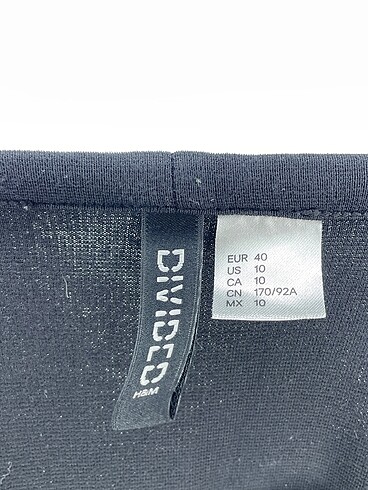 DIVIDED
H&M
EUR 40
US 10
CA 10
CN 170/92A
MX 10